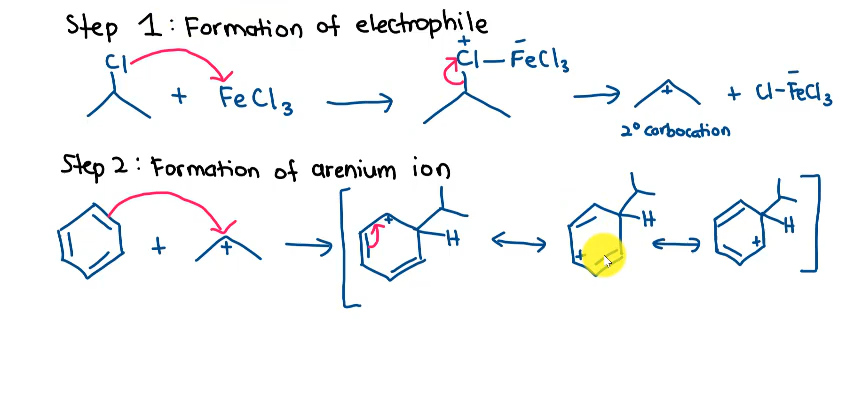 Step 1: Formation of electrophile
Cl + FeCl3 + Cl – − FeCl3 + + Cl – − FeCl3
2° carbocation
Step 2: Formation of arenium ion
+ + + H + H + H